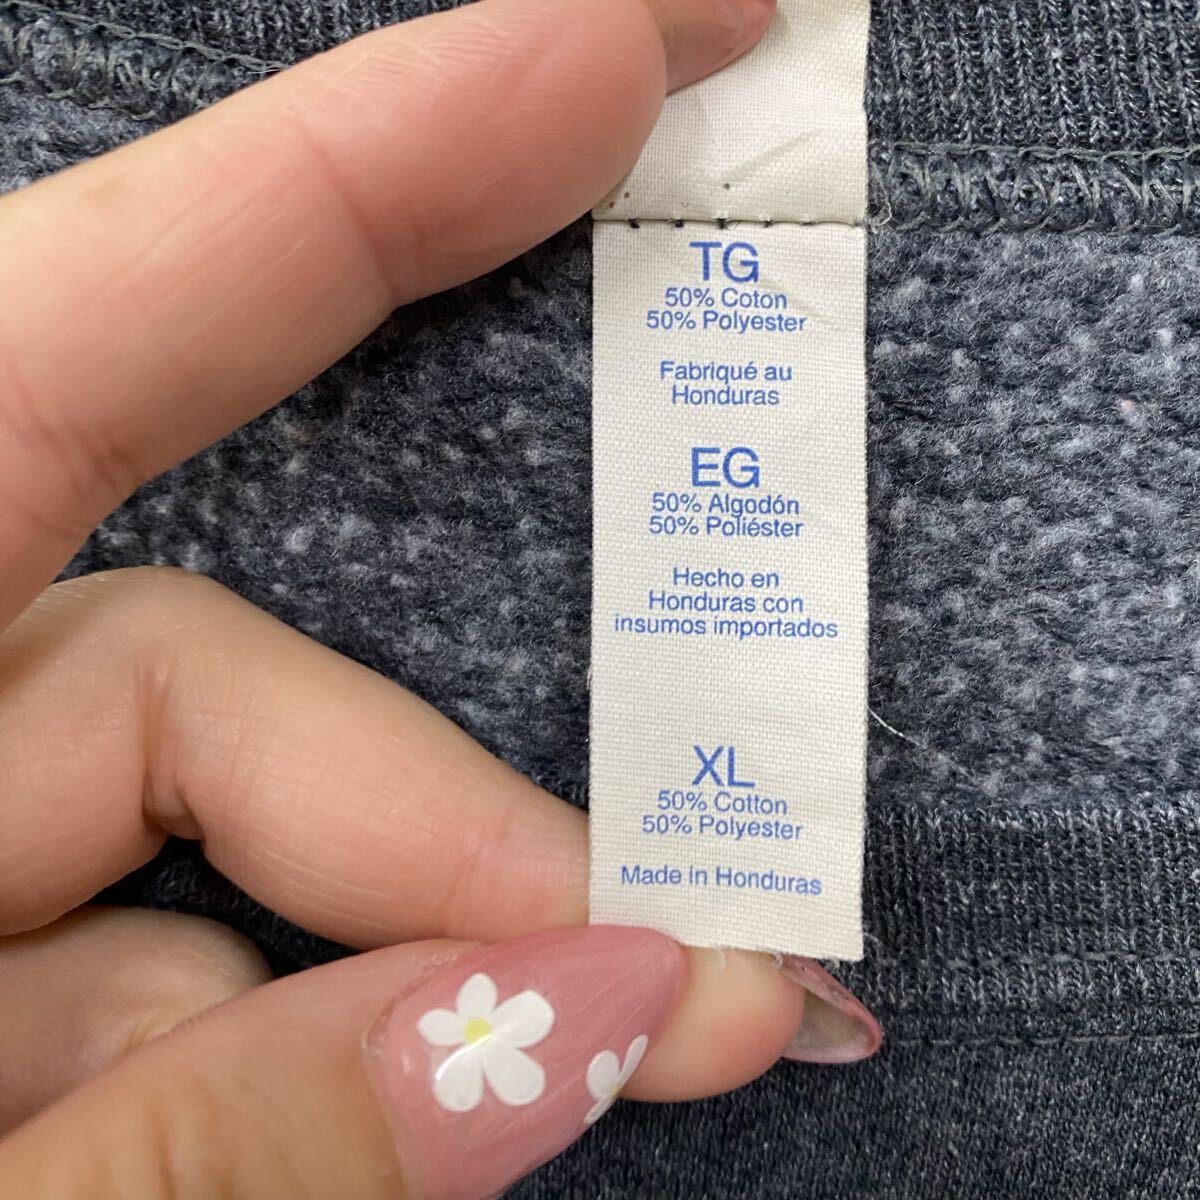 TG
50% Coton
50% Polyester
Fabriqué au
Honduras
EG
50% Algodón
50% Poliéster
Hecho en
Honduras con
insumos importados
XL
50% Cotton
50% Polyester
Made in Honduras